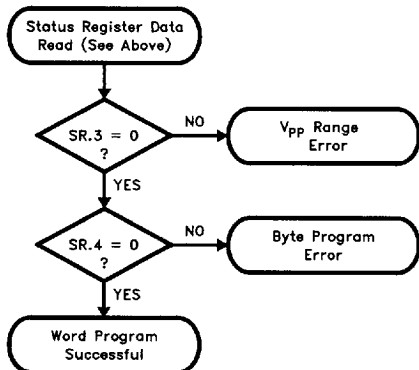 Status Register Data
Read (See Above)
SR.3 = 0
?
NO
VPP Range
Error
YES
SR.4 = 0
?
NO
Byte Program
Error
YES
Word Program
Successful